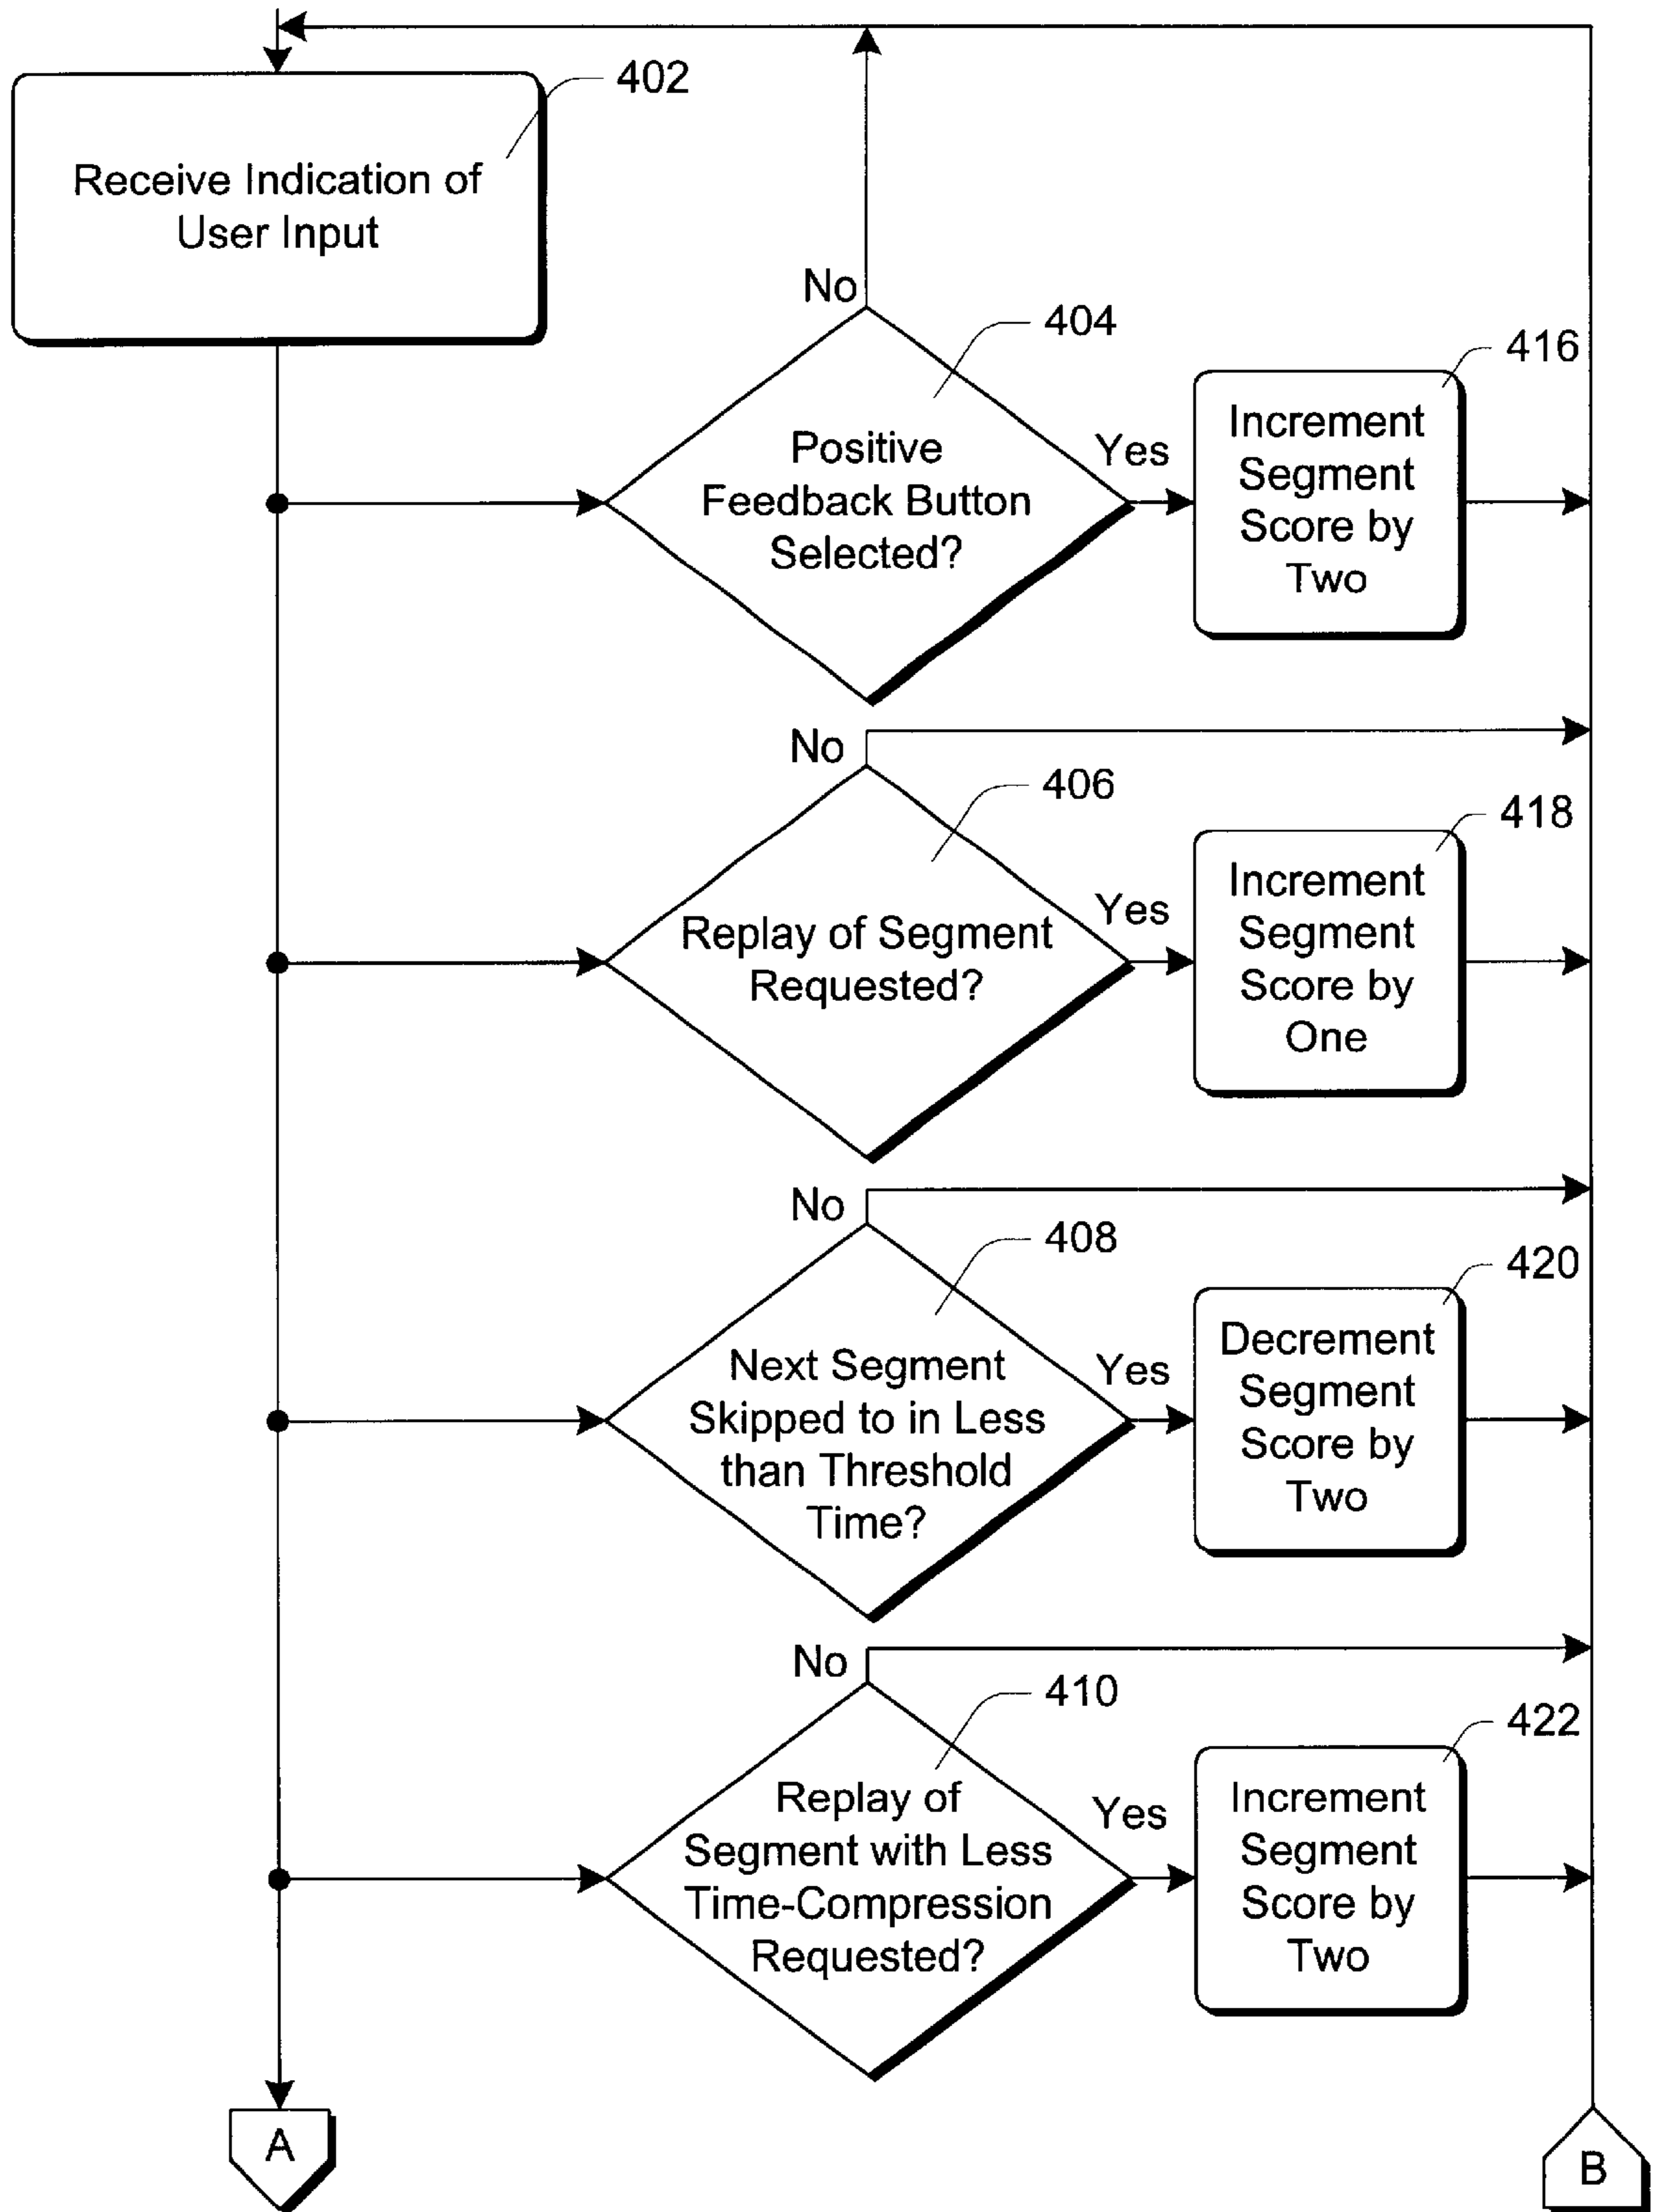 402
Receive Indication of
User Input
No
404
Positive
Feedback Button
Selected?
Yes
416
Increment
Segment
Score by
Two
No
406
Replay of Segment
Requested?
Yes
418
Increment
Segment
Score by
One
No
408
Next Segment
Skipped to in Less
than Threshold
Time?
Yes
420
Decrement
Segment
Score by
Two
No
410
Replay of
Segment with Less
Time-Compression
Requested?
Yes
422
Increment
Segment
Score by
Two
A
B